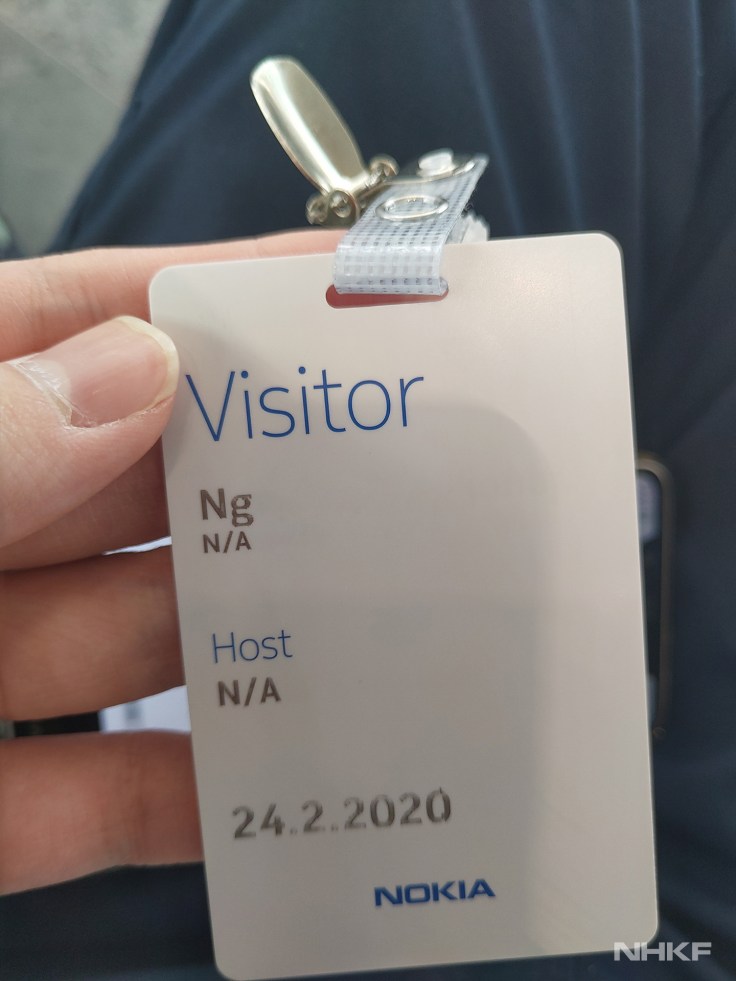 Visitor
Ng
N/A
Host
N/A
24.2.2020
NOKIA
NHKF